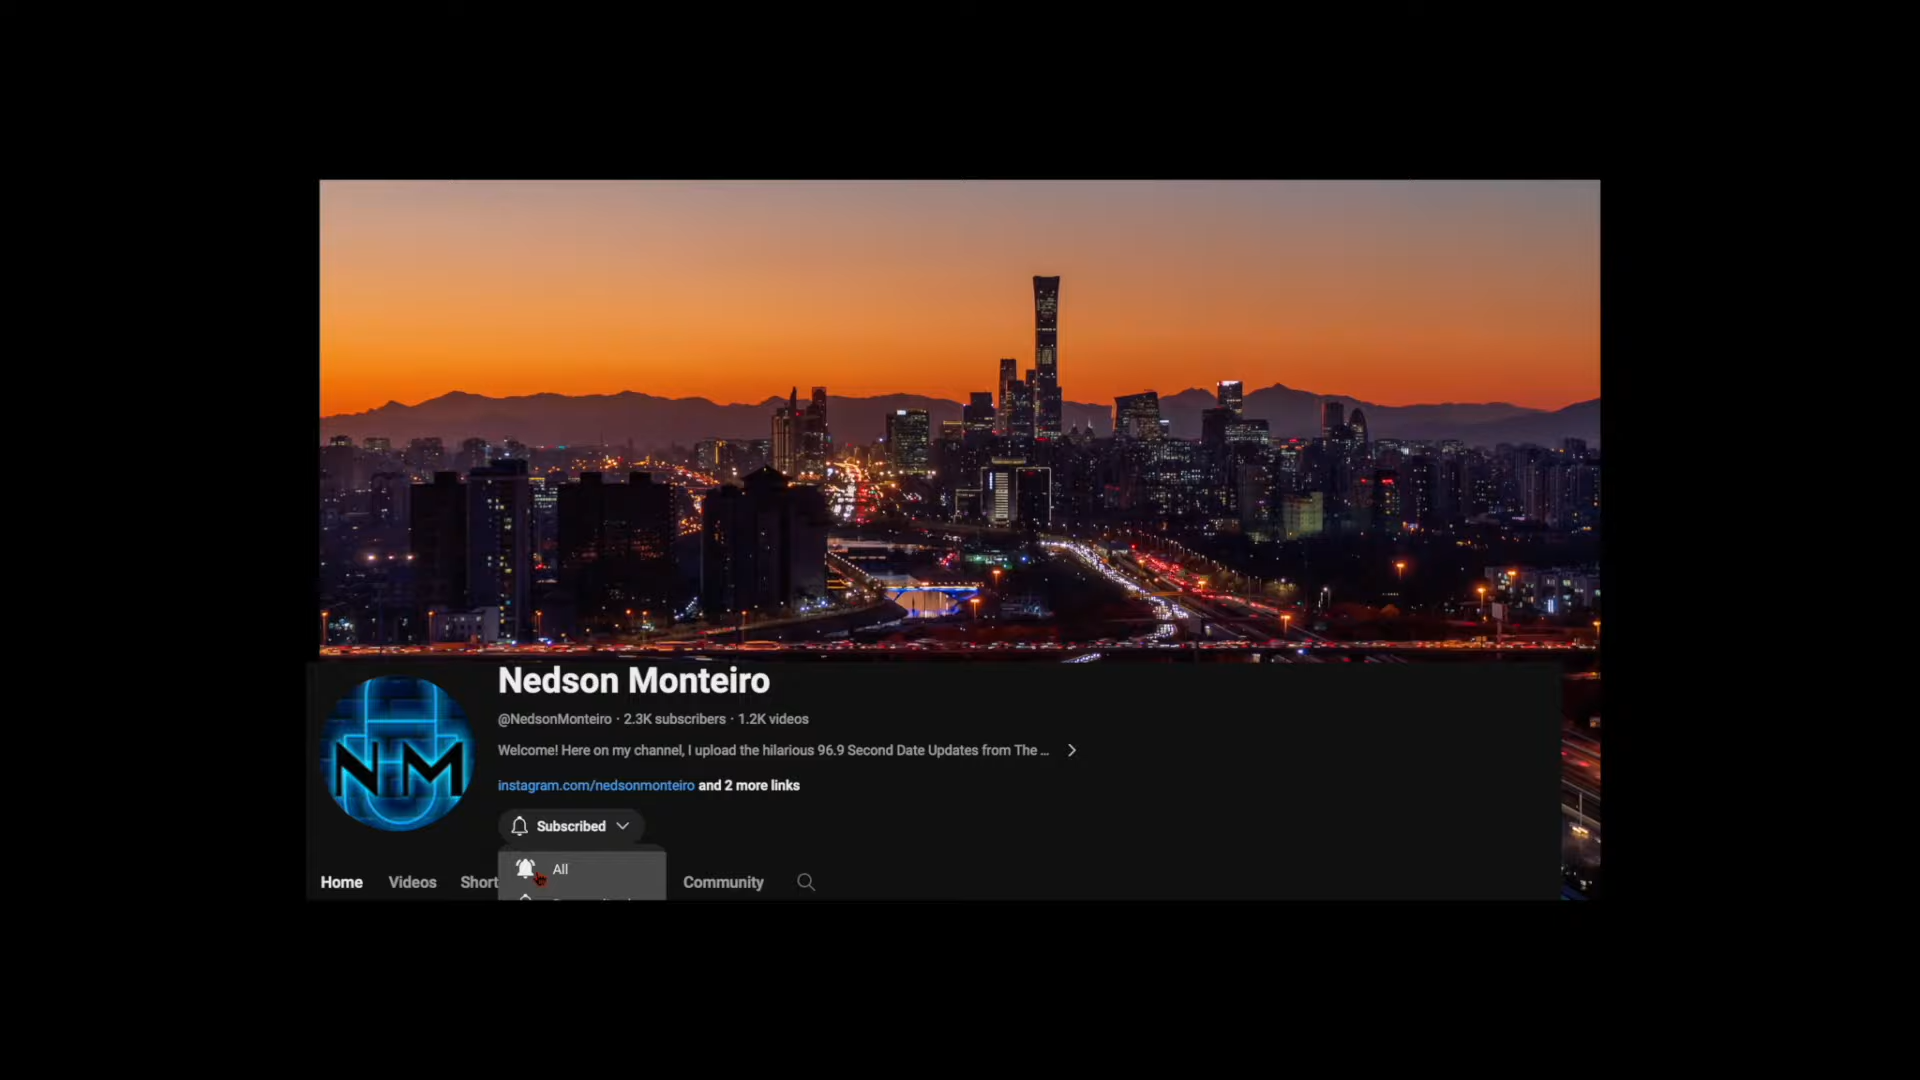 Nedson Monteiro
@NedsonMonteiro · 2.3K subscribers · 1.2K videos
Welcome! Here on my channel, I upload the hilarious 96.9 Second Date Updates from The ...
instagram.com/nedsonmonteiro and 2 more links
NM
Subscribed
All
Home Videos Short Community